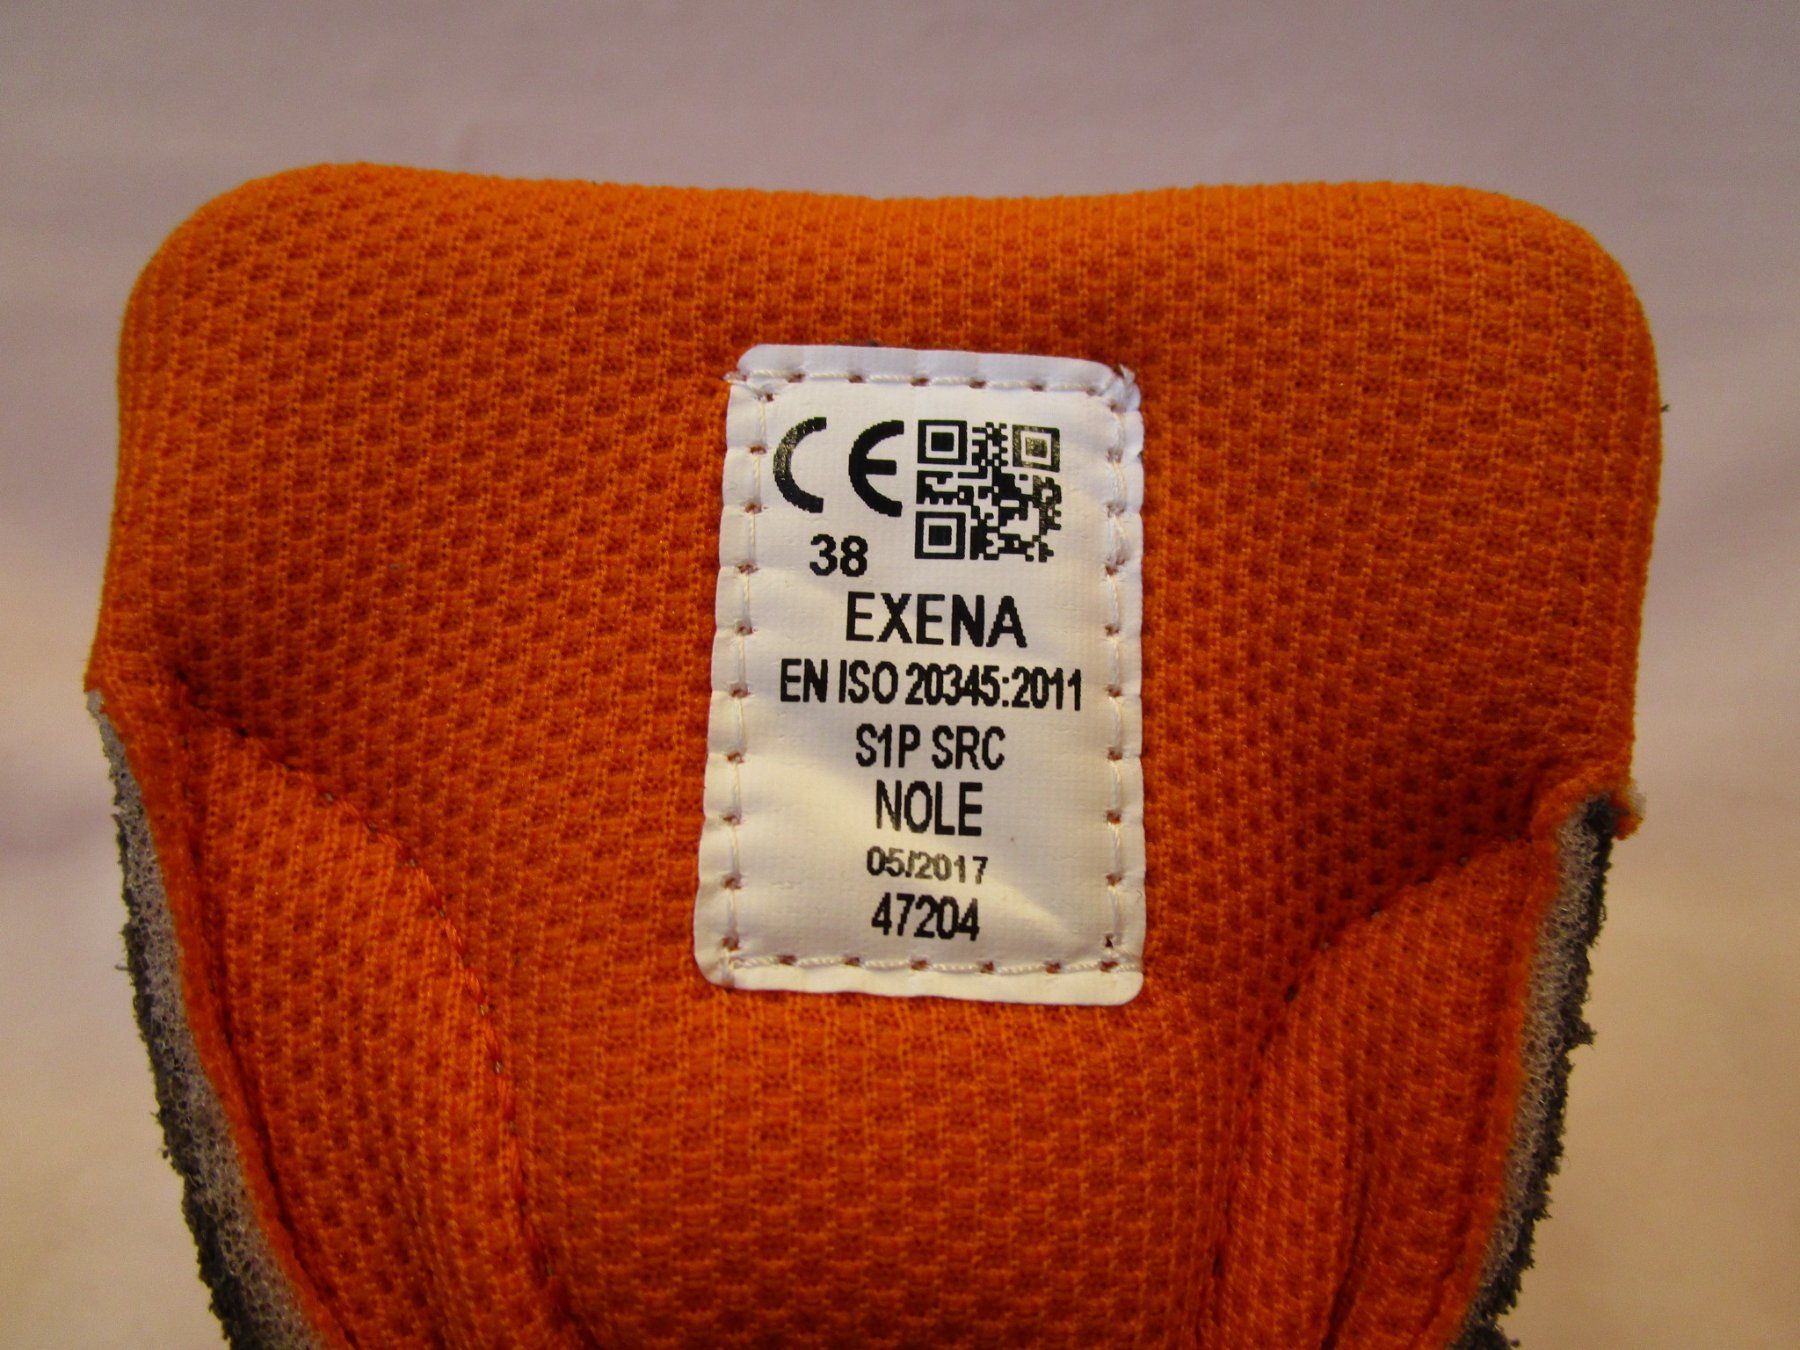 CE
38
EXENA
EN ISO 20345:2011
S1P SRC
NOLE
05/2017
47204